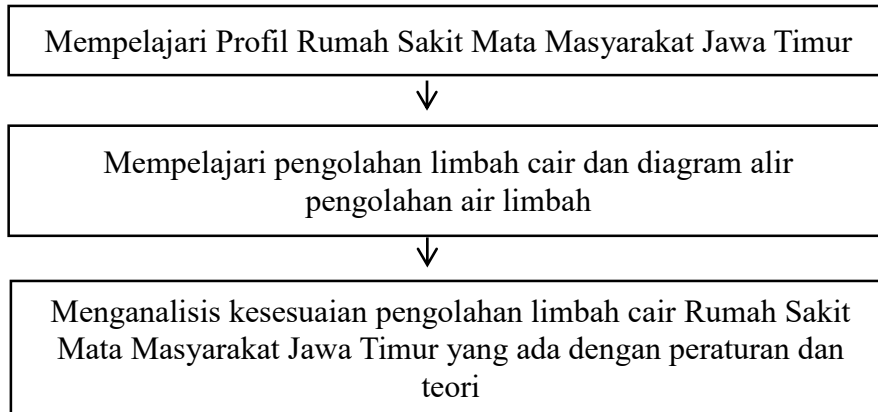 Mempelajari Profil Rumah Sakit Mata Masyarakat Jawa Timur
Mempelajari pengolahan limbah cair dan diagram alir
pengolahan air limbah
Menganalisis kesesuaian pengolahan limbah cair Rumah Sakit
Mata Masyarakat Jawa Timur yang ada dengan peraturan dan
teori